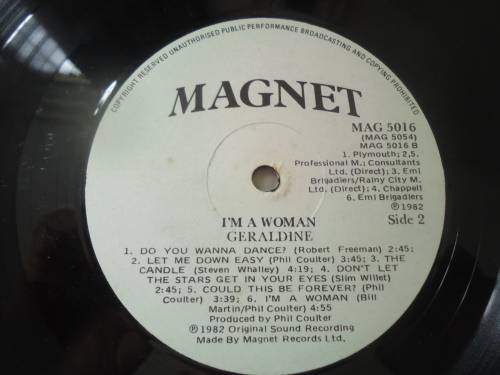 COPYRIGHT RESERVED UNAUTHORISED PUBLIC PERFORMANCE BROADCASTING AND COPYING PROHIBITED
MAGNET
MAG 5016
(MAG 5054)
MAG 5016 B
1. Plymouth; 2,5.
Professional M.; Consultants
Ltd, (Direct); 3. Emi
Brigadiers/Rainy City M.
Ltd, (Direct); 4. Chappell
6. Emi Brigadiers
℗ 1982
Side 2
I'M A WOMAN
GERALDINE
1. DO YOU WANNA DANCE? (Robert Freeman) 2:45;
2. LET ME DOWN EASY (Phil Coulter) 3:45; 3. THE
CANDLE (Steven Whalley) 4:19; 4. DON'T LET
THE STARS GET IN YOUR EYES (Slim Willet)
2:45; 5. COULD THIS BE FOREVER? (Phil
Coulter) 3:39; 6. I'M A WOMAN (Bill
Martin/Phil Coulter) 4:55
Produced by Phil Coulter
℗ 1982 Original Sound Recording
Made By Magnet Records Ltd.